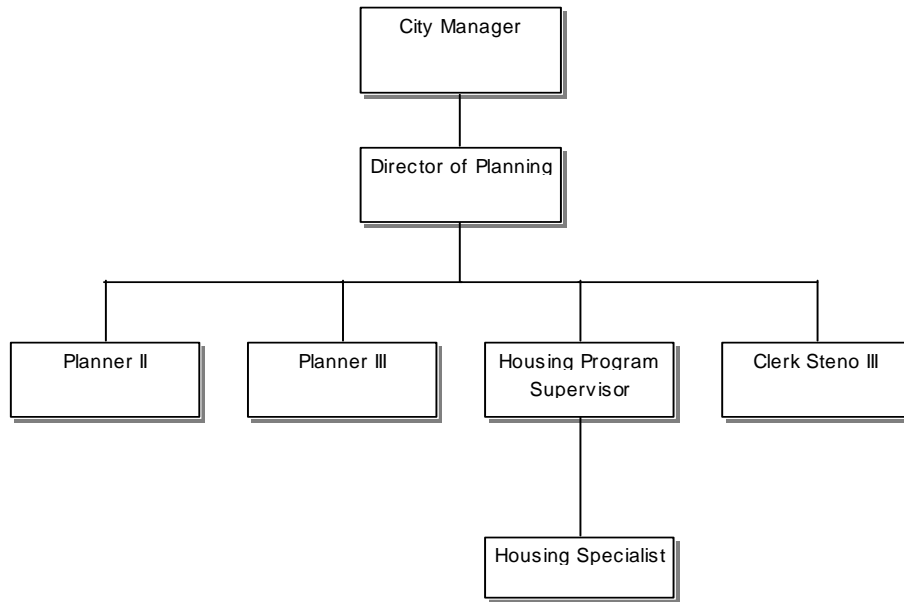 City Manager
Director of Planning
Planner II
Planner III
Housing Program
Supervisor
Clerk Steno III
Housing Specialist